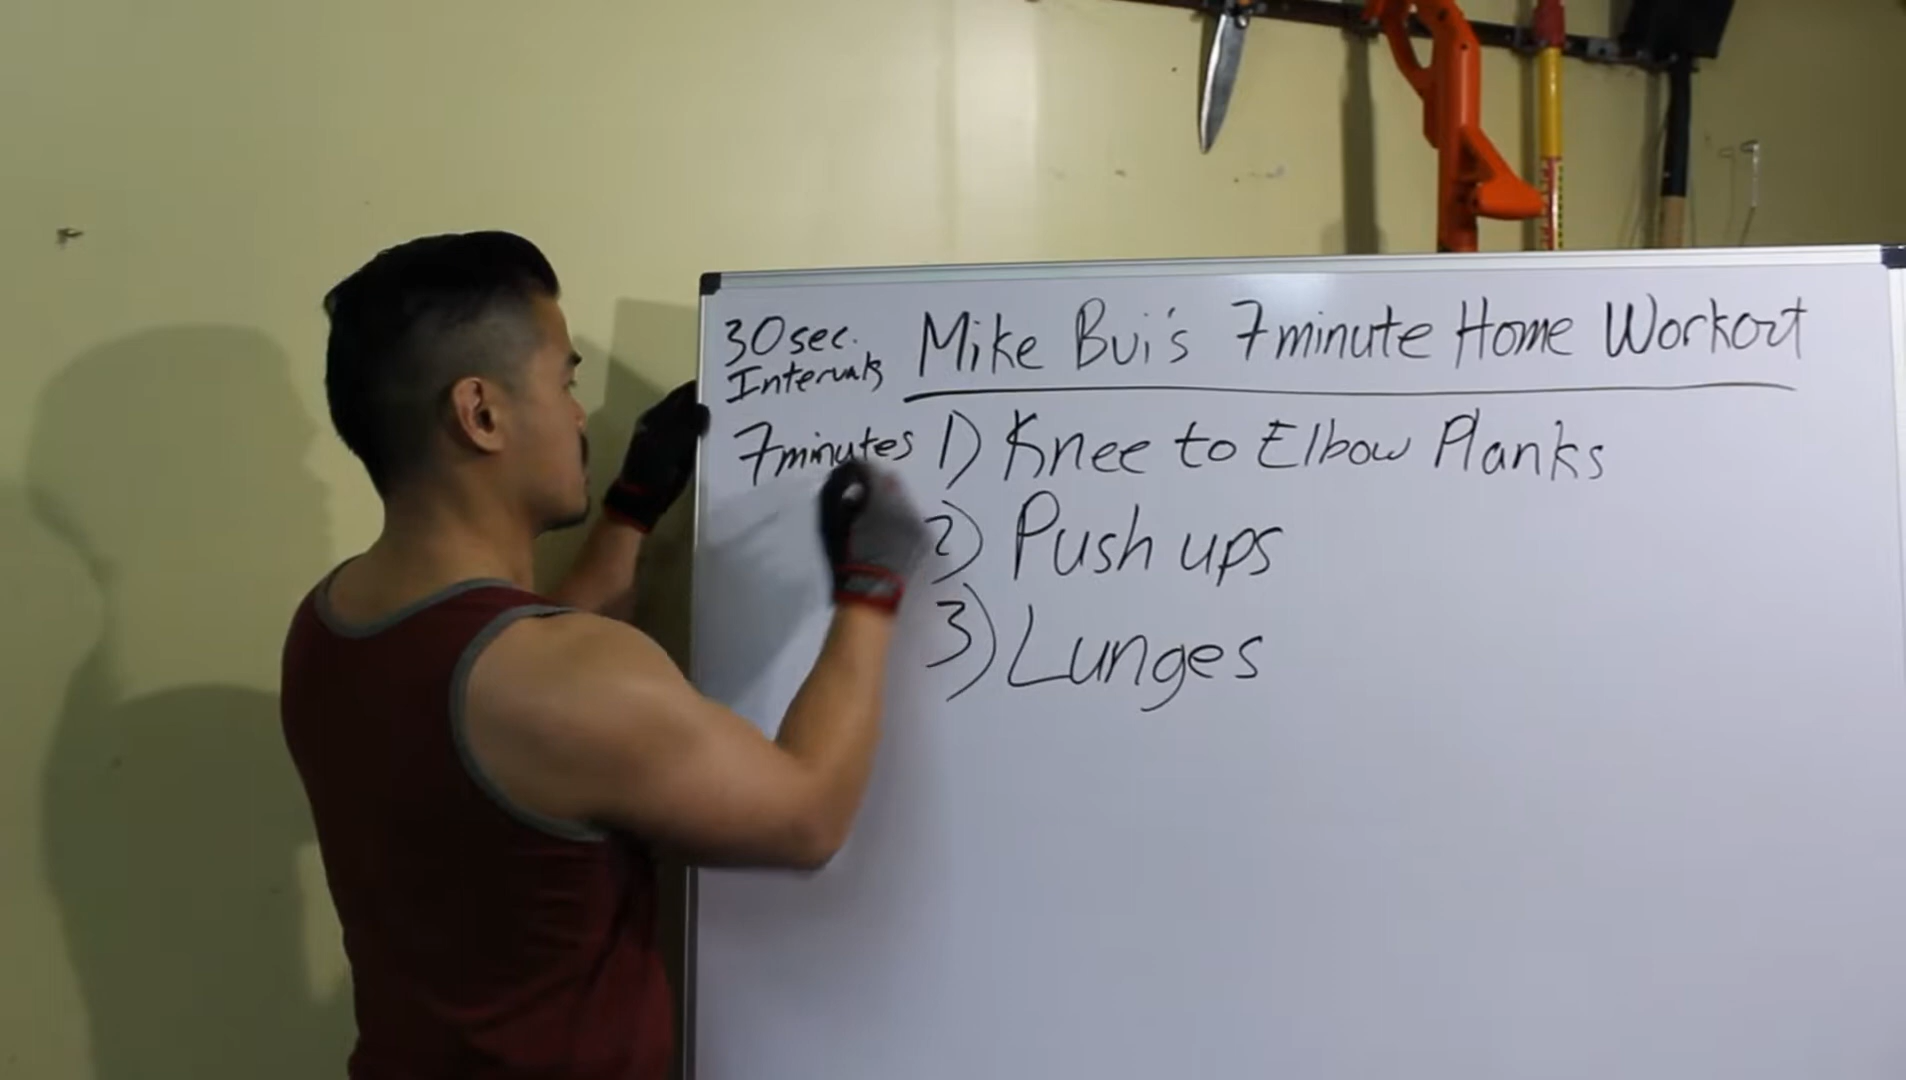 30sec.
Intervals
Mike Bui's 7minute Home Workout
7minutes
1) Knee to Elbow Planks
2) Push ups
3) Lunges